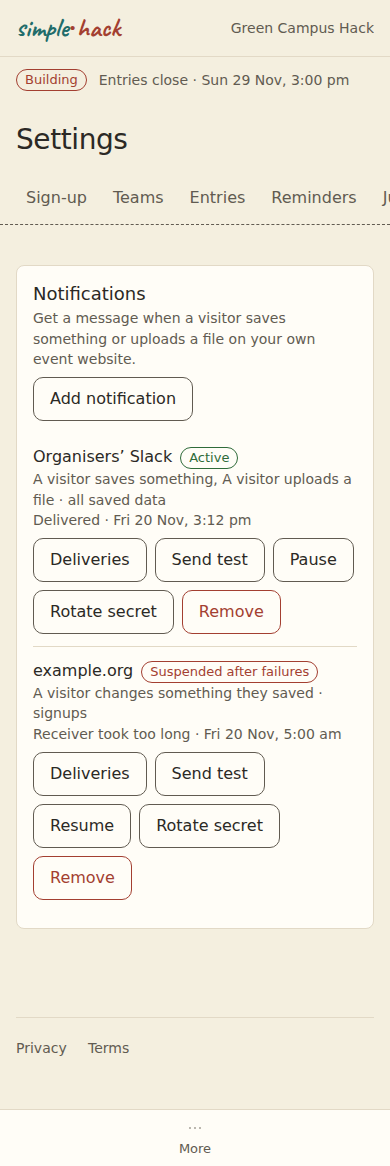 simple·hack
Green Campus Hack
Building
Entries close · Sun 29 Nov, 3:00 pm
Settings
Sign-up
Teams
Entries
Reminders
Notifications
Get a message when a visitor saves
something or uploads a file on your own
event website.
Add notification
Organisers’ Slack
Active
A visitor saves something, A visitor uploads a
file · all saved data
Delivered · Fri 20 Nov, 3:12 pm
Deliveries
Send test
Pause
Rotate secret
Remove
example.org
Suspended after failures
A visitor changes something they saved ·
signups
Receiver took too long · Fri 20 Nov, 5:00 am
Deliveries
Send test
Resume
Rotate secret
Remove
Privacy
Terms
...
More